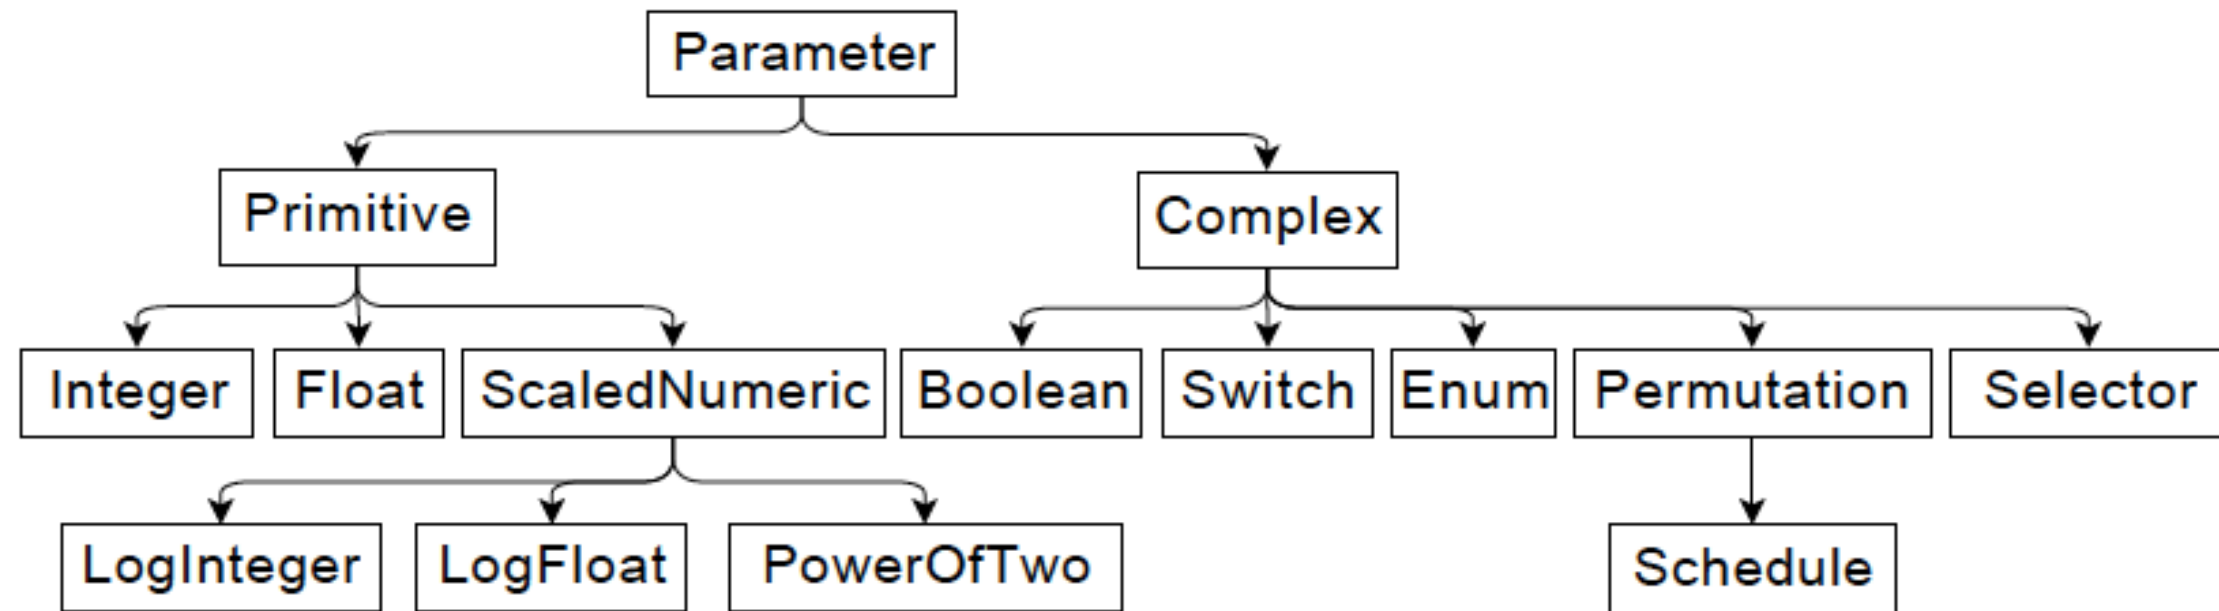 Parameter
Primitive
Complex
Integer
Float
ScaledNumeric
Boolean
Switch
Enum
Permutation
Selector
LogInteger
LogFloat
PowerOfTwo
Schedule